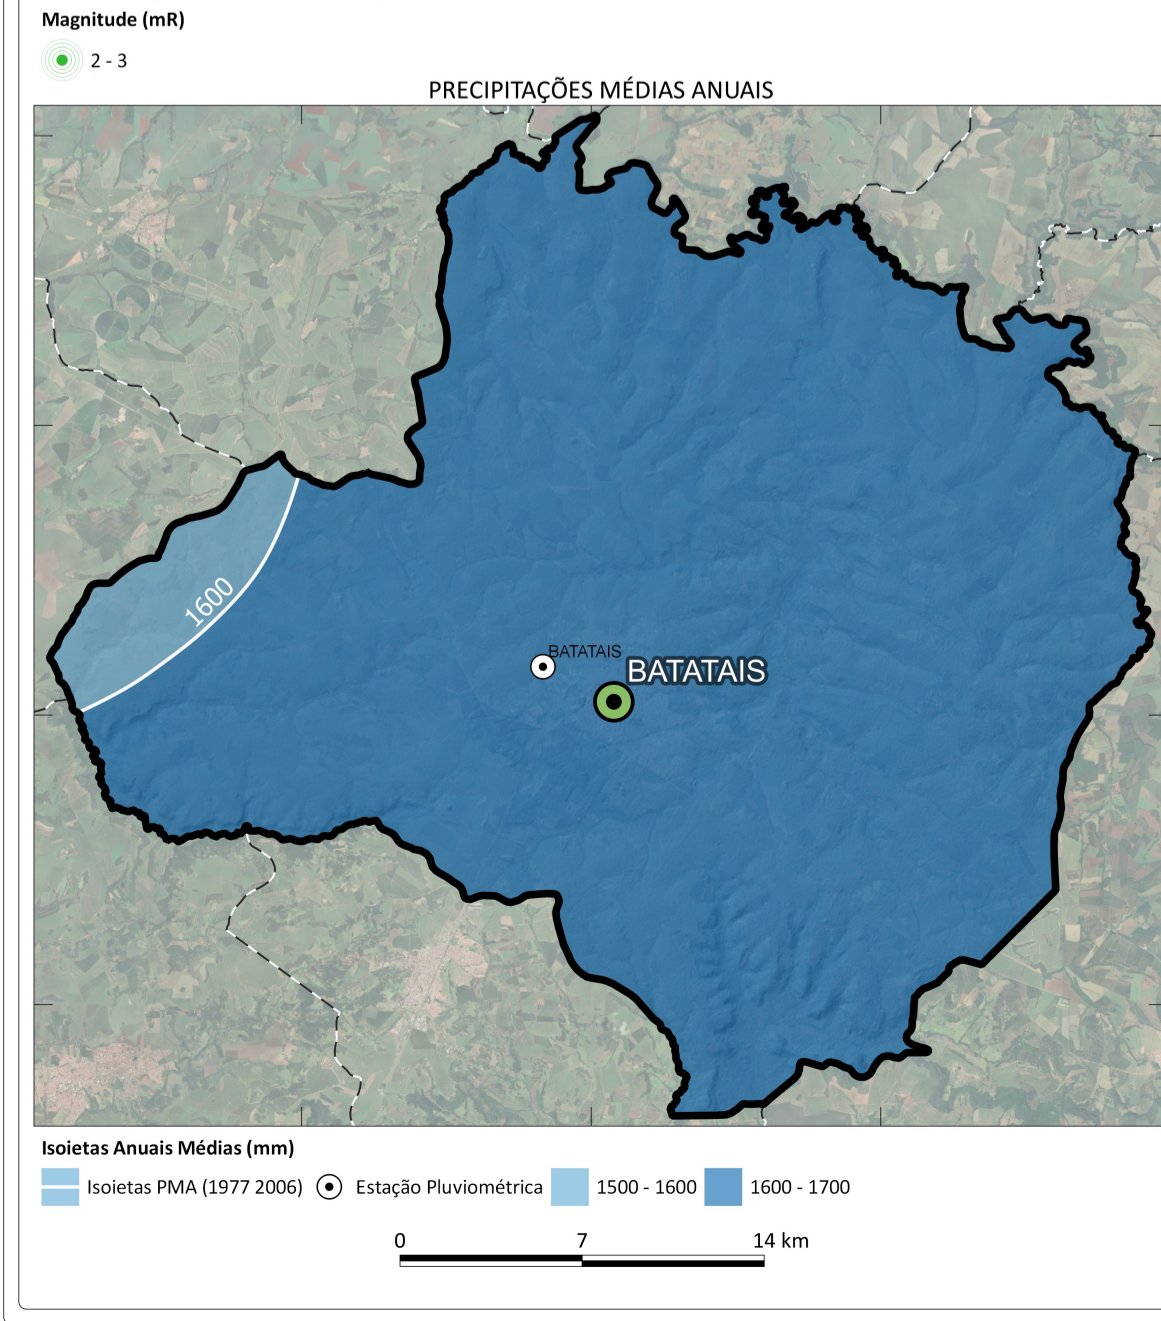 Magnitude (mR)
2 - 3
PRECIPITAÇÕES MÉDIAS ANUAIS
1600
BATATAIS
BATATAIS
Isoietas Anuais Médias (mm)
Isoietas PMA (1977 2006) Estação Pluviométrica 1500 - 1600 1600 - 1700
0 7 14 km